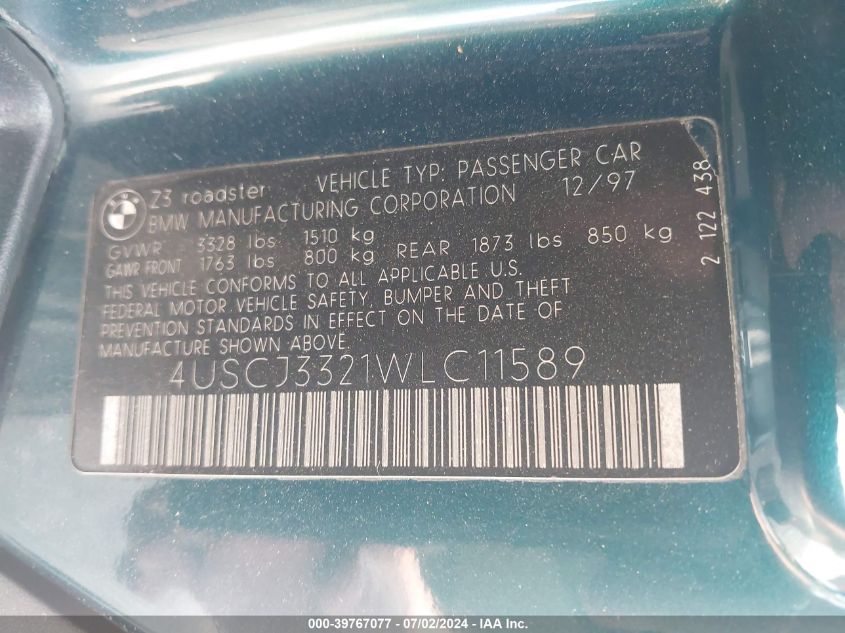 Z3 roadster VEHICLE TYP: PASSENGER CAR
BMW MANUFACTURING CORPORATION 12/97
GVWR 3328 lbs 1510 kg
GAWR FRONT 1763 lbs 800 kg REAR 1873 lbs 850 kg
THIS VEHICLE CONFORMS TO ALL APPLICABLE U.S.
FEDERAL MOTOR VEHICLE SAFETY, BUMPER AND THEFT
PREVENTION STANDARDS IN EFFECT ON THE DATE OF
MANUFACTURE SHOWN ABOVE.
4USCJ3321WLC11589
2 122 438
000-39767077 - 07/02/2024 - IAA Inc.